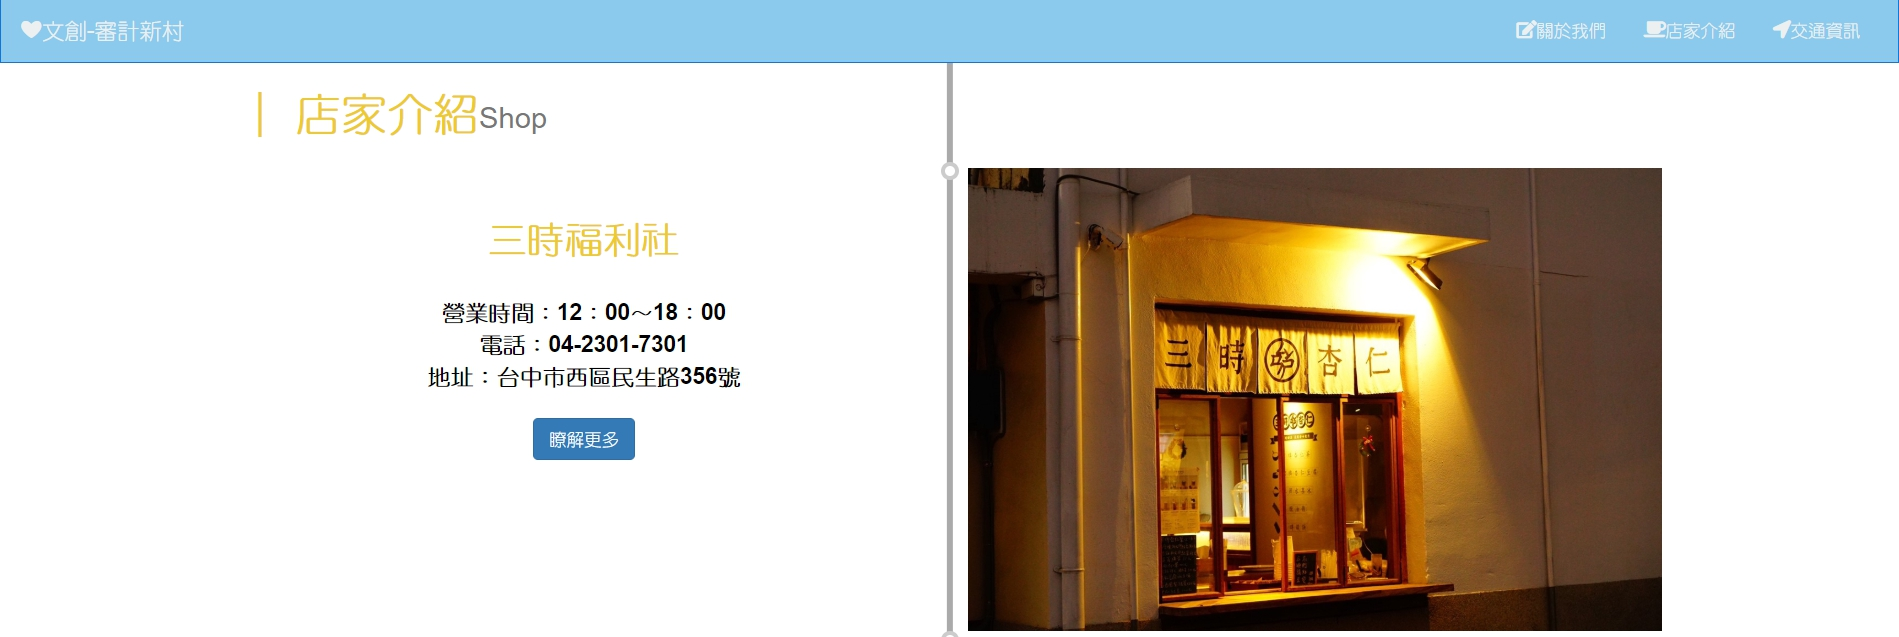 文創-審計新村
關於我們
店家介紹
交通資訊
店家介紹Shop
三時福利社
營業時間：12：00～18：00
電話：04-2301-7301
地址：台中市西區民生路356號
瞭解更多
三時 杏仁